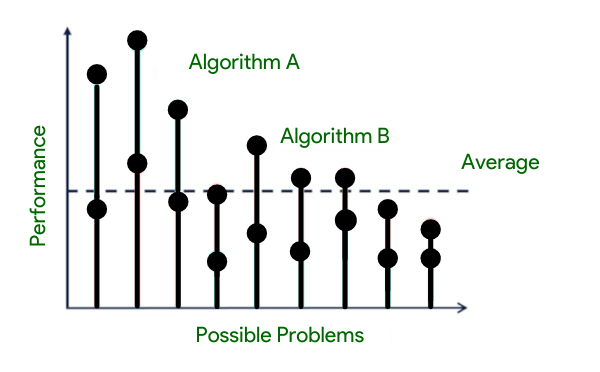 Algorithm A
Algorithm B
Average
Performance
Possible Problems